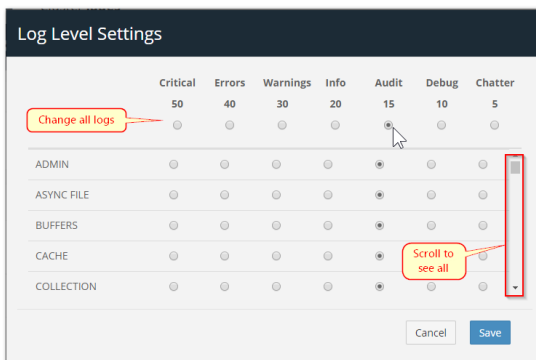 Log Level Settings
Critical Errors Warnings Info Audit Debug Chatter
50 40 30 20 15 10 5
Change all logs
ADMIN
ASYNC FILE
BUFFERS
CACHE
Scroll to
see all
COLLECTION
Cancel Save